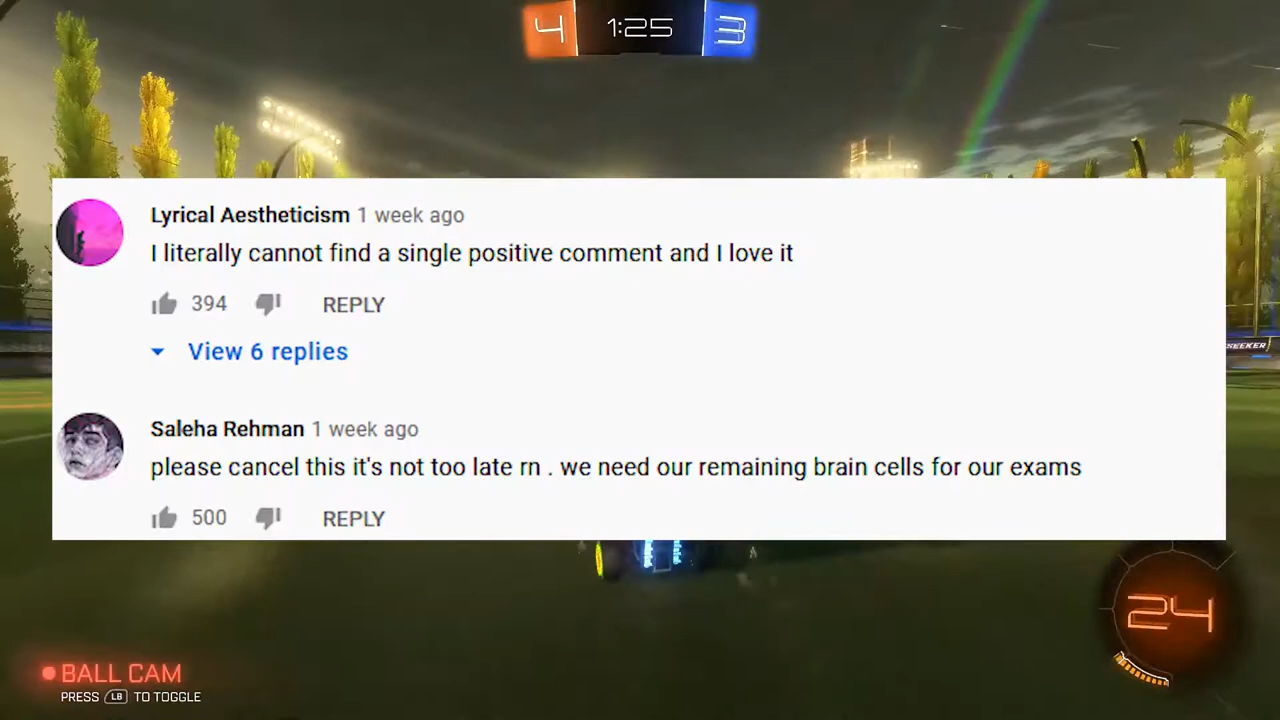 4 1:25 3
Lyrical Aestheticism 1 week ago
I literally cannot find a single positive comment and I love it
394 REPLY
View 6 replies
Saleha Rehman 1 week ago
please cancel this it's not too late rn . we need our remaining brain cells for our exams
500 REPLY
SEEKER
24
BALL CAM
PRESS LB TO TOGGLE